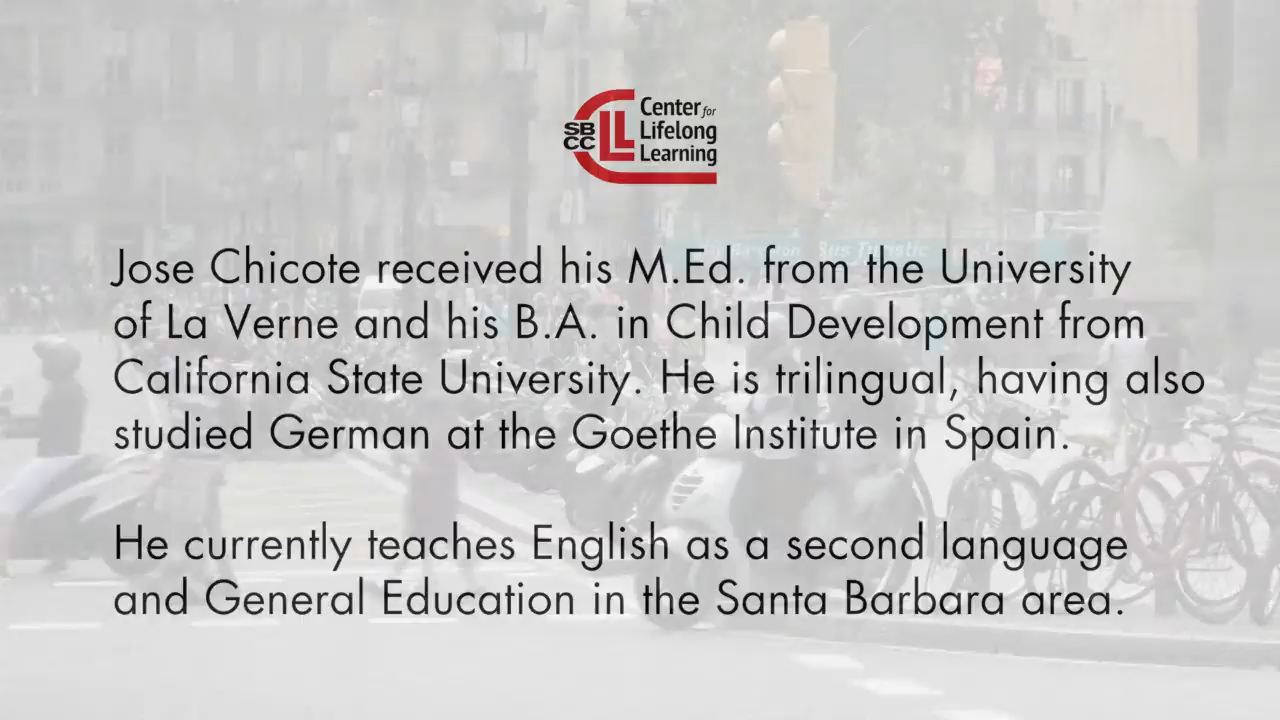 SB
CC
Center for
Lifelong
Learning
Jose Chicote received his M.Ed. from the University
of La Verne and his B.A. in Child Development from
California State University. He is trilingual, having also
studied German at the Goethe Institute in Spain.
He currently teaches English as a second language
and General Education in the Santa Barbara area.